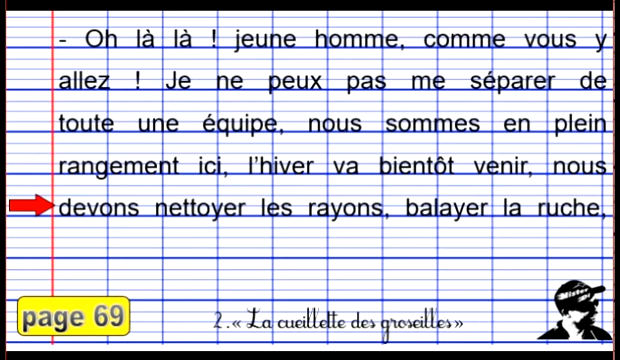 - Oh là là ! jeune homme, comme vous y
allez ! Je ne peux pas me séparer de
toute une équipe, nous sommes en plein
rangement ici, l'hiver va bientôt venir, nous
devons nettoyer les rayons, balayer la ruche,
page 69
2. « La cueillette des groseilles »